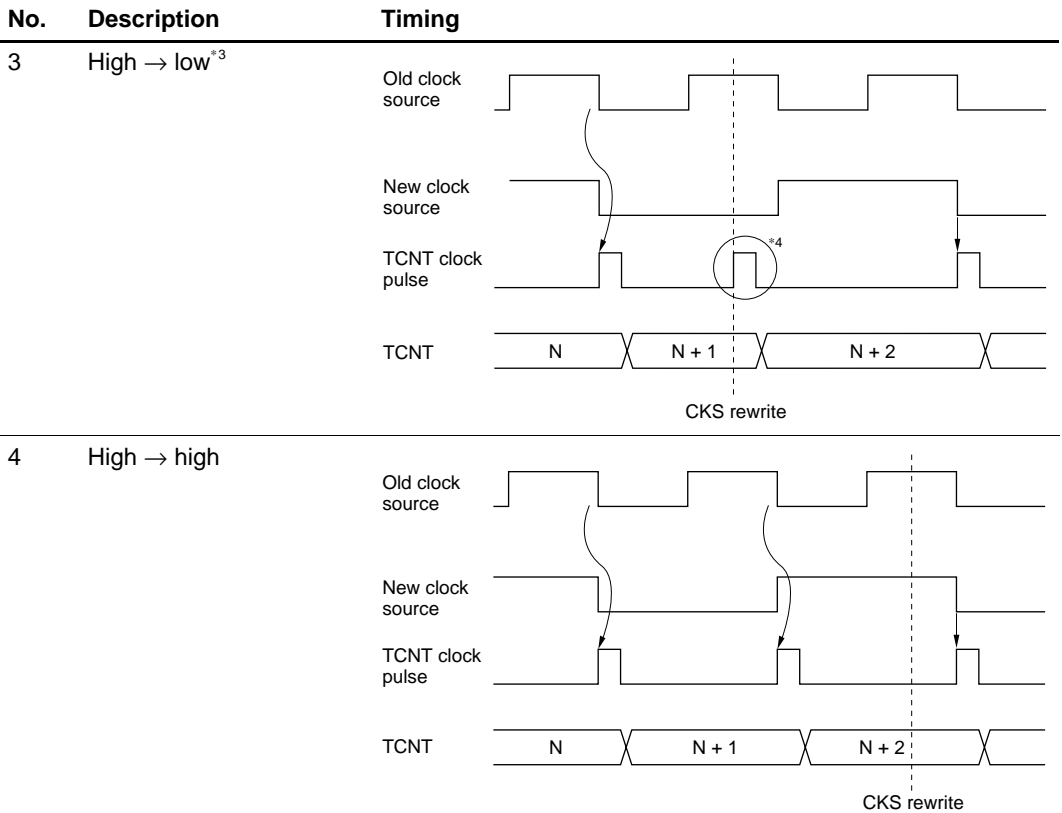 No. Description Timing
3 High → low*3
Old clock
source
New clock
source
*4
TCNT clock
pulse
TCNT N N + 1 N + 2
CKS rewrite
4 High → high
Old clock
source
New clock
source
TCNT clock
pulse
TCNT N N + 1 N + 2
CKS rewrite